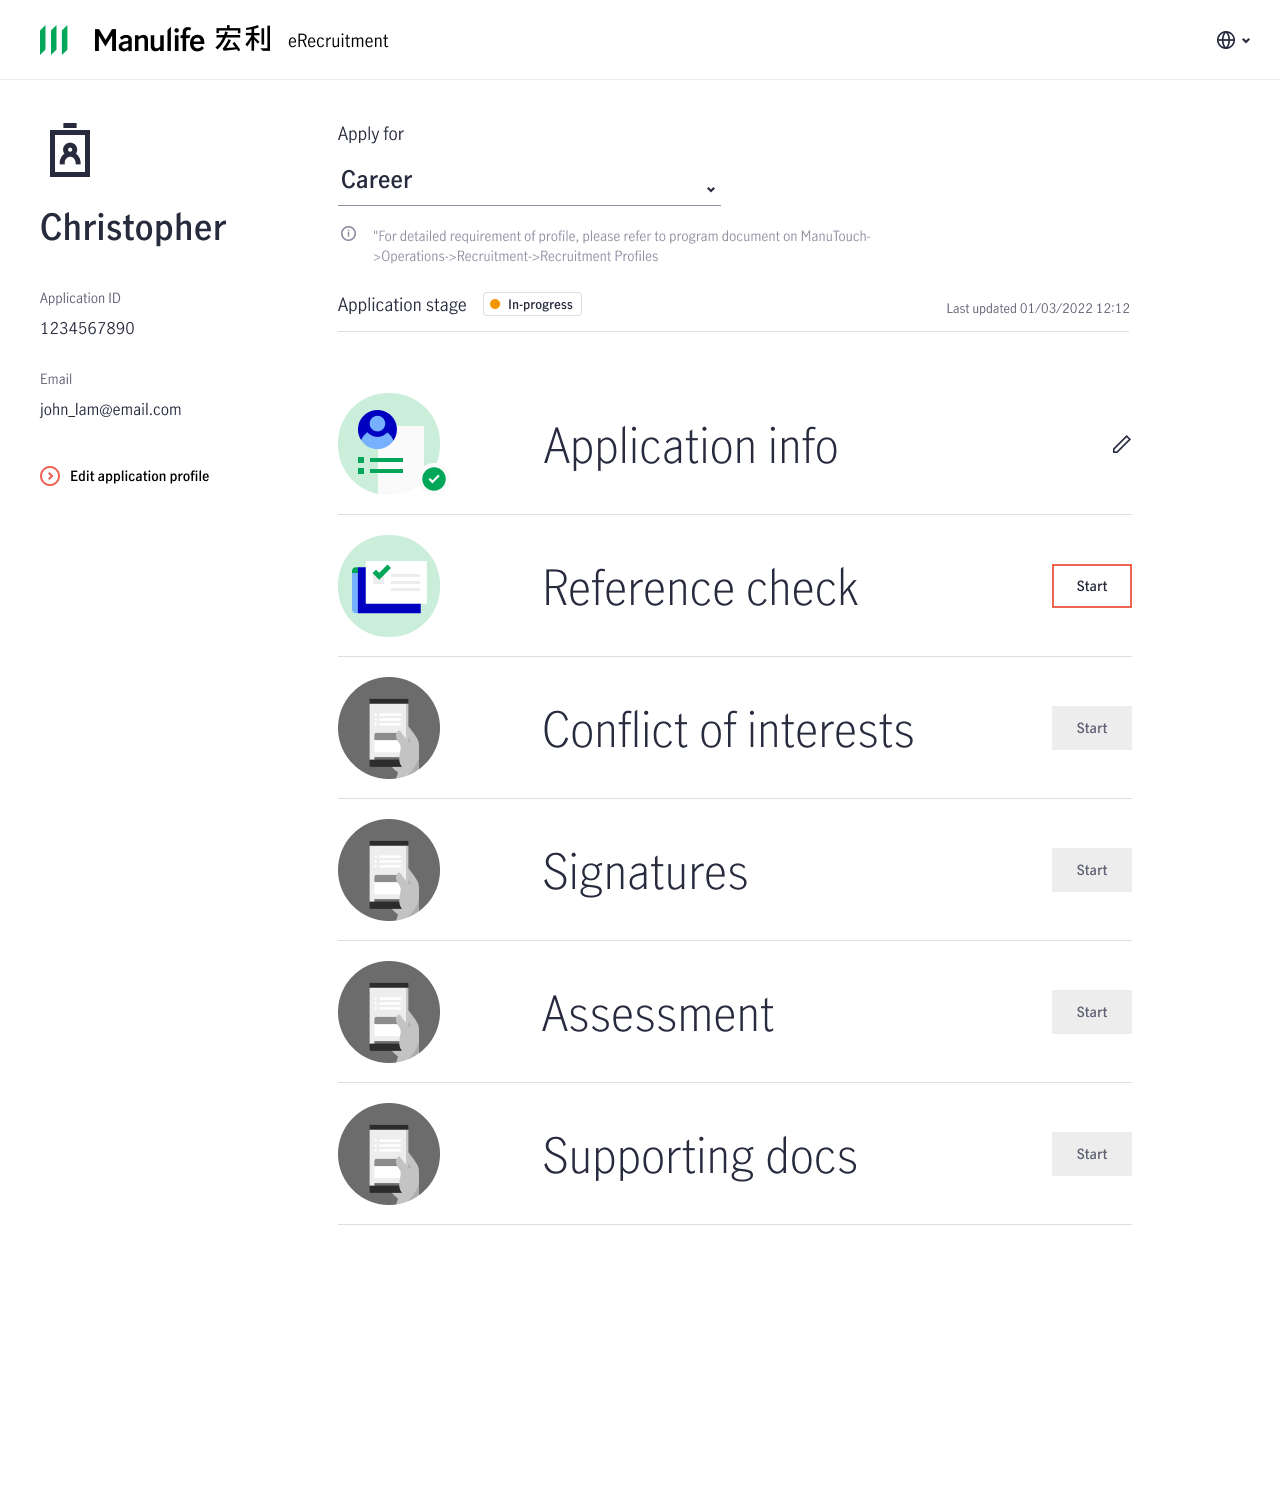 Manulife 宏利 eRecruitment
Christopher
Application ID
1234567890
Email
john_lam@email.com
Edit application profile
Apply for
Career
"For detailed requirement of profile, please refer to program document on ManuTouch-
>Operations->Recruitment->Recruitment Profiles
Application stage In-progress Last updated 01/03/2022 12:12
Application info
Reference check Start
Conflict of interests Start
Signatures Start
Assessment Start
Supporting docs Start